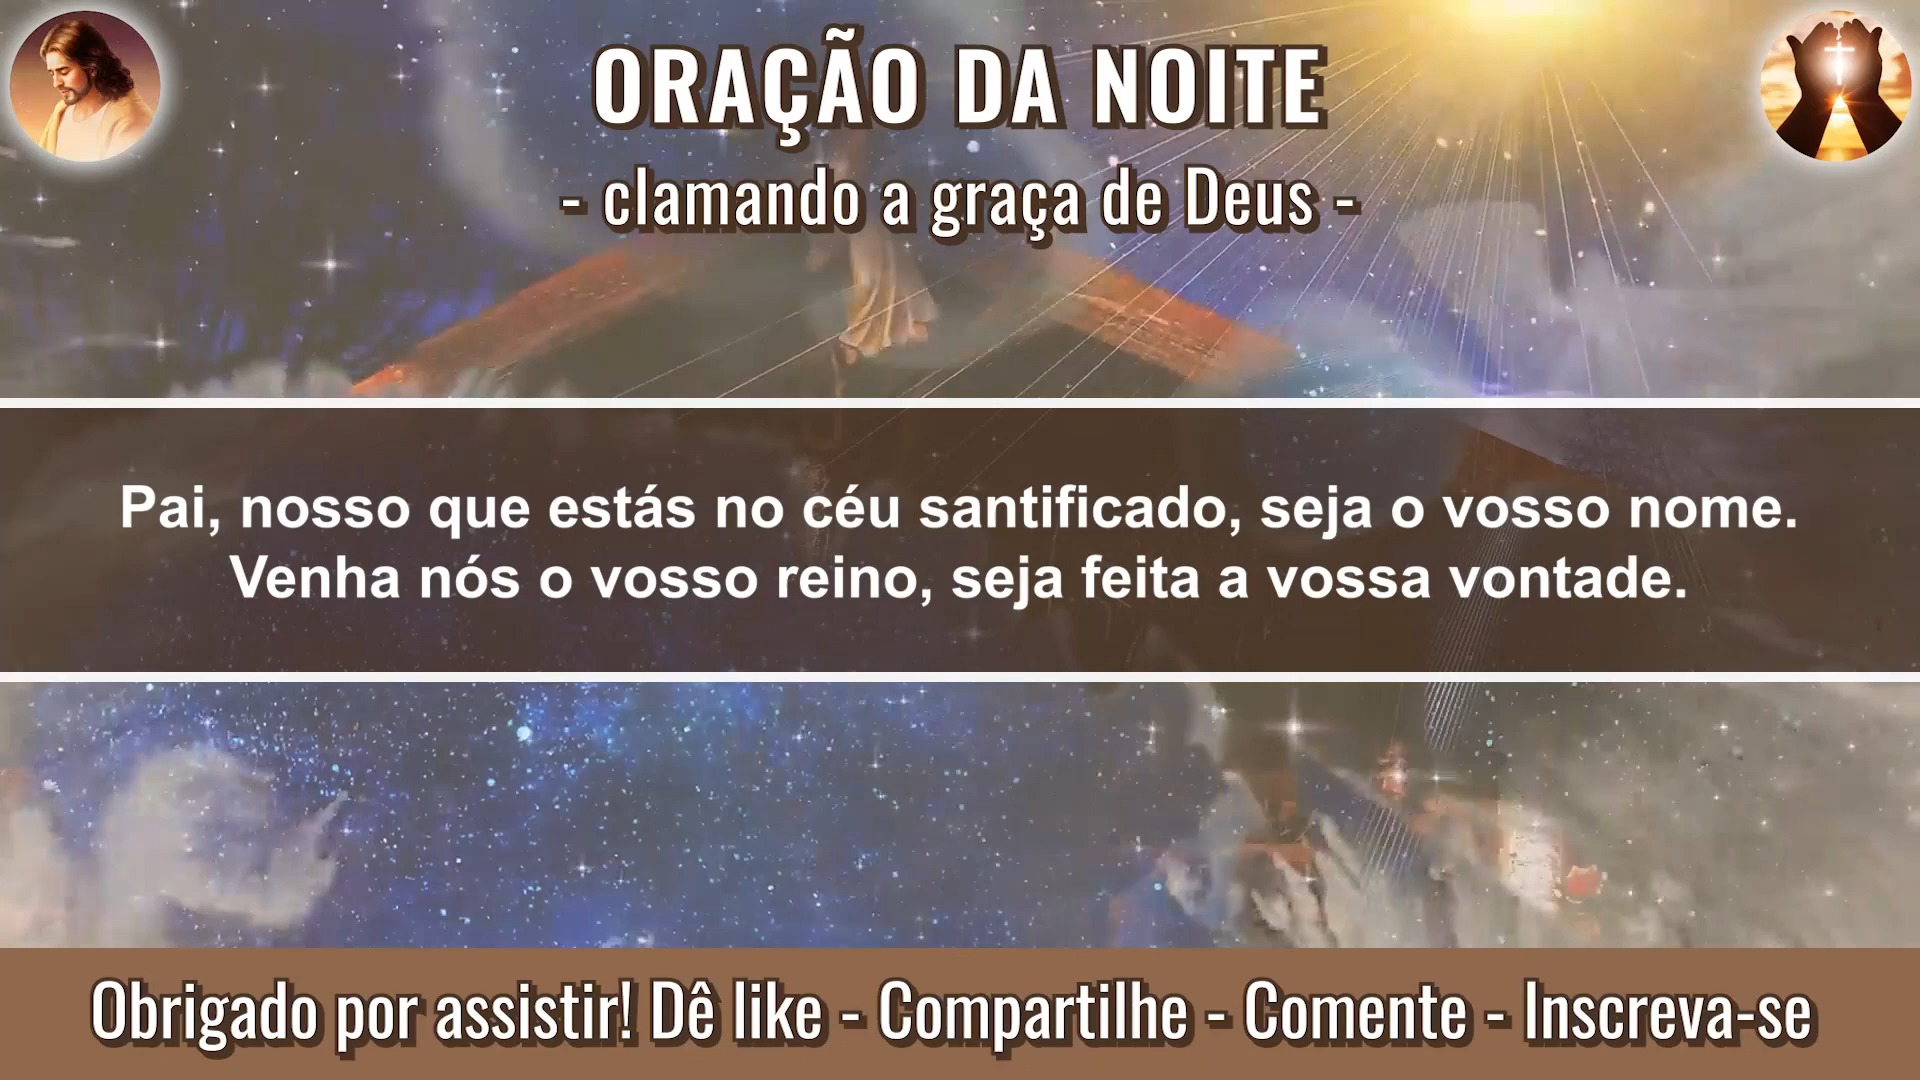 ORAÇÃO DA NOITE
- clamando a graça de Deus -
Pai, nosso que estás no céu santificado, seja o vosso nome.
Venha nós o vosso reino, seja feita a vossa vontade.
Obrigado por assistir! Dê like - Compartilhe - Comente - Inscreva-se